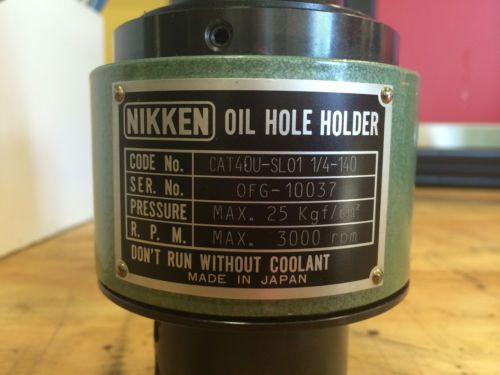 NIKKEN OIL HOLE HOLDER
CODE No. CAT40U-SL01 1/4-140
SER. No. OFG-10037
PRESSURE MAX. 25 Kgf/cm²
R. P. M. MAX. 3000 rpm
DON'T RUN WITHOUT COOLANT
MADE IN JAPAN